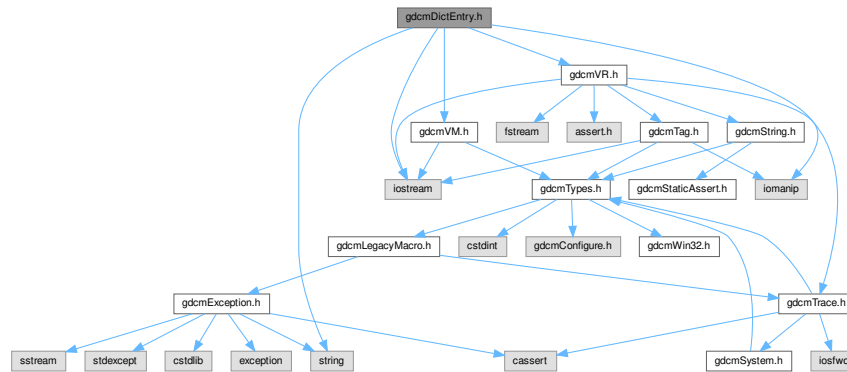 gdcmDictEntry.h
gdcmVR.h
gdcmVM.h
fstream
assert.h
gdcmTag.h
gdcmString.h
iostream
gdcmTypes.h
gdcmStaticAssert.h
iomanip
gdcmLegacyMacro.h
cstdint
gdcmConfigure.h
gdcmWin32.h
gdcmException.h
gdcmTrace.h
sstream
stdexcept
cstdlib
exception
string
cassert
gdcmSystem.h
iosfwd